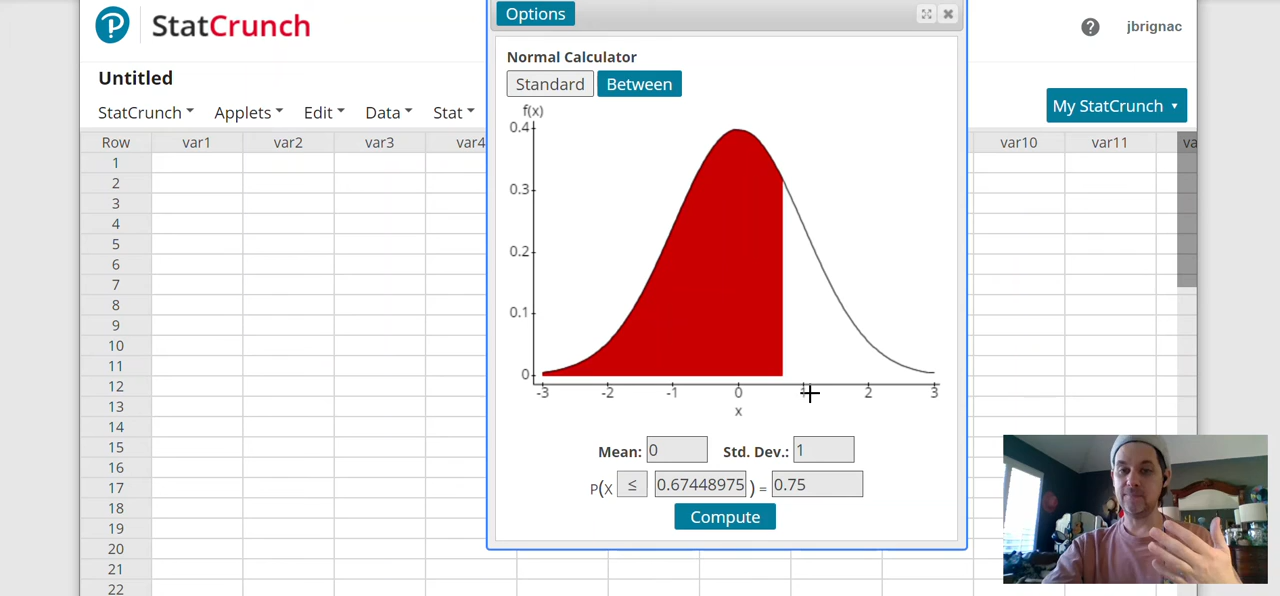 StatCrunch
Options
jbrignac
Untitled
StatCrunch Applets Edit Data Stat
My StatCrunch
Normal Calculator
Standard Between
f(x)
0.4
0.3
0.2
0.1
0
-3 -2 -1 0 1 2 3
x
Mean: 0 Std. Dev.: 1
P(X ≤ 0.67448975 ) = 0.75
Compute
Row var1 var2 var3 var4 var10 var11 va
1
2
3
4
5
6
7
8
9
10
11
12
13
14
15
16
17
18
19
20
21
22